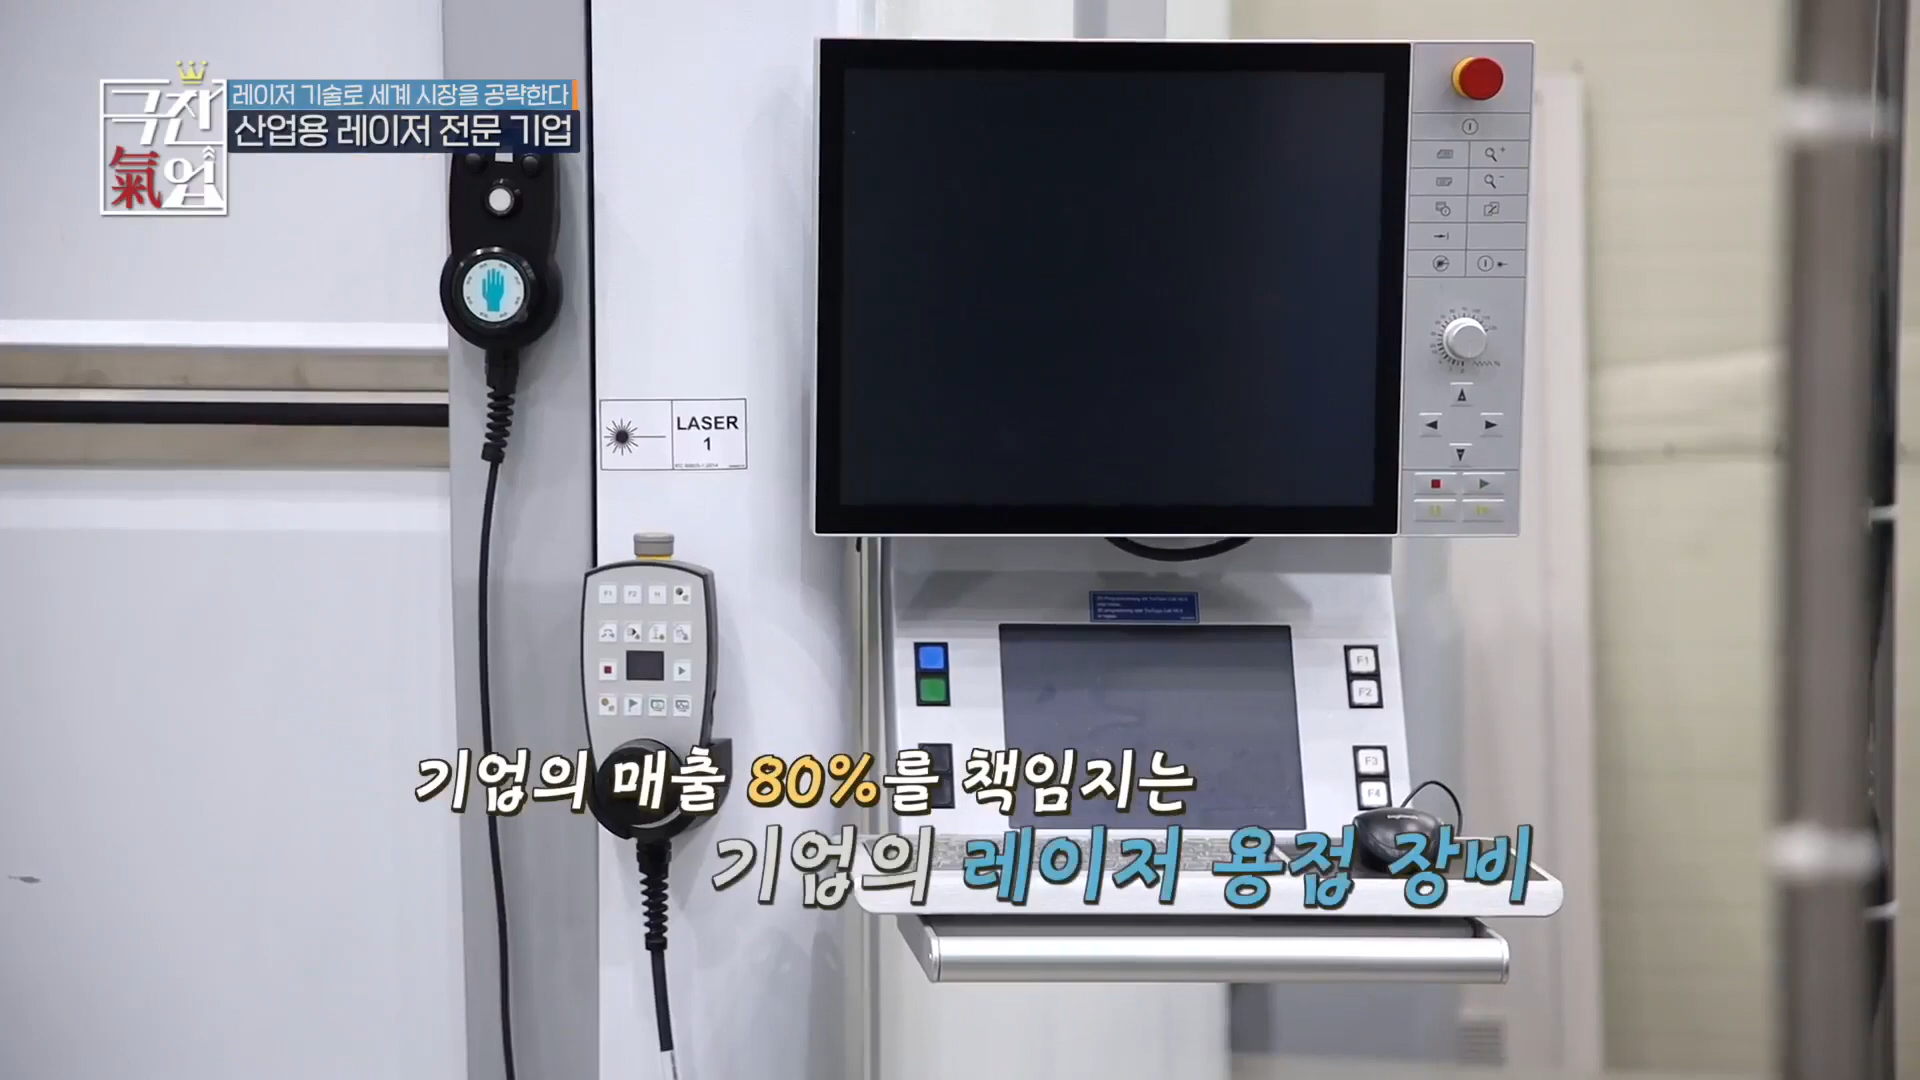 극찬
氣업
레이저 기술로 세계 시장을 공략한다
산업용 레이저 전문 기업
LASER
1
F1
F2
F1
F2
F3
F4
기업의 매출 80%를 책임지는
기업의 레이저 용접 장비